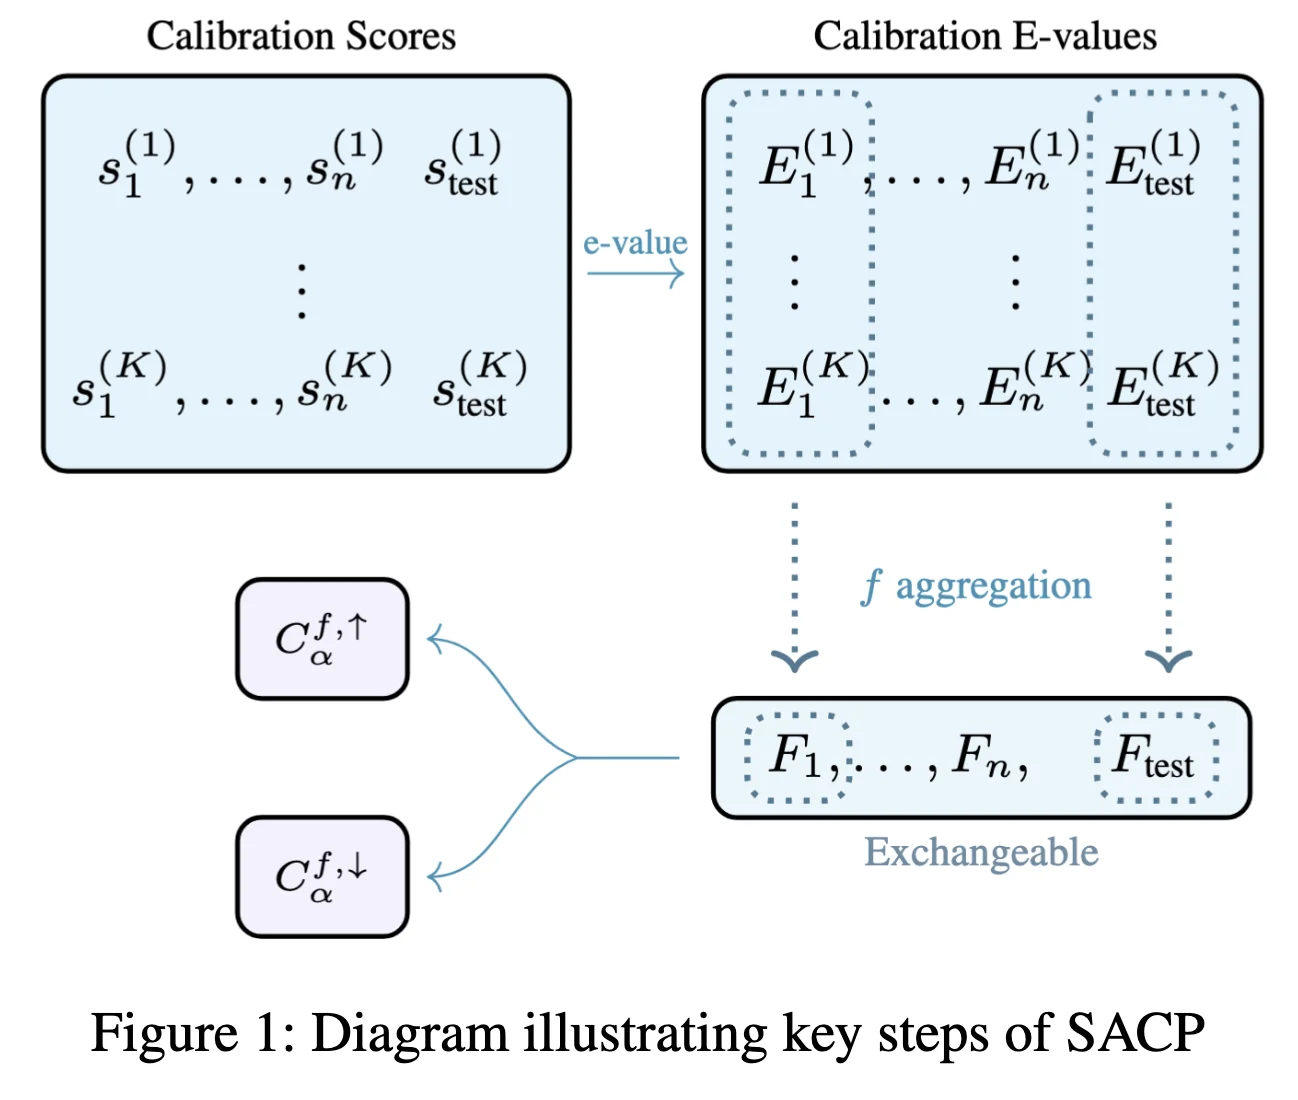 Calibration Scores
Calibration E-values
s_1^{(1)}, ..., s_n^{(1)} s_test^{(1)}
⋮
s_1^{(K)}, ..., s_n^{(K)} s_test^{(K)}
e-value
E_1^{(1)}, ..., E_n^{(1)} E_test^{(1)}
⋮ ⋮
E_1^{(K)} ..., E_n^{(K)} E_test^{(K)}
f aggregation
C_α^{f,↑}
F_1, ..., F_n, F_test
Exchangeable
C_α^{f,↓}
Figure 1: Diagram illustrating key steps of SACP